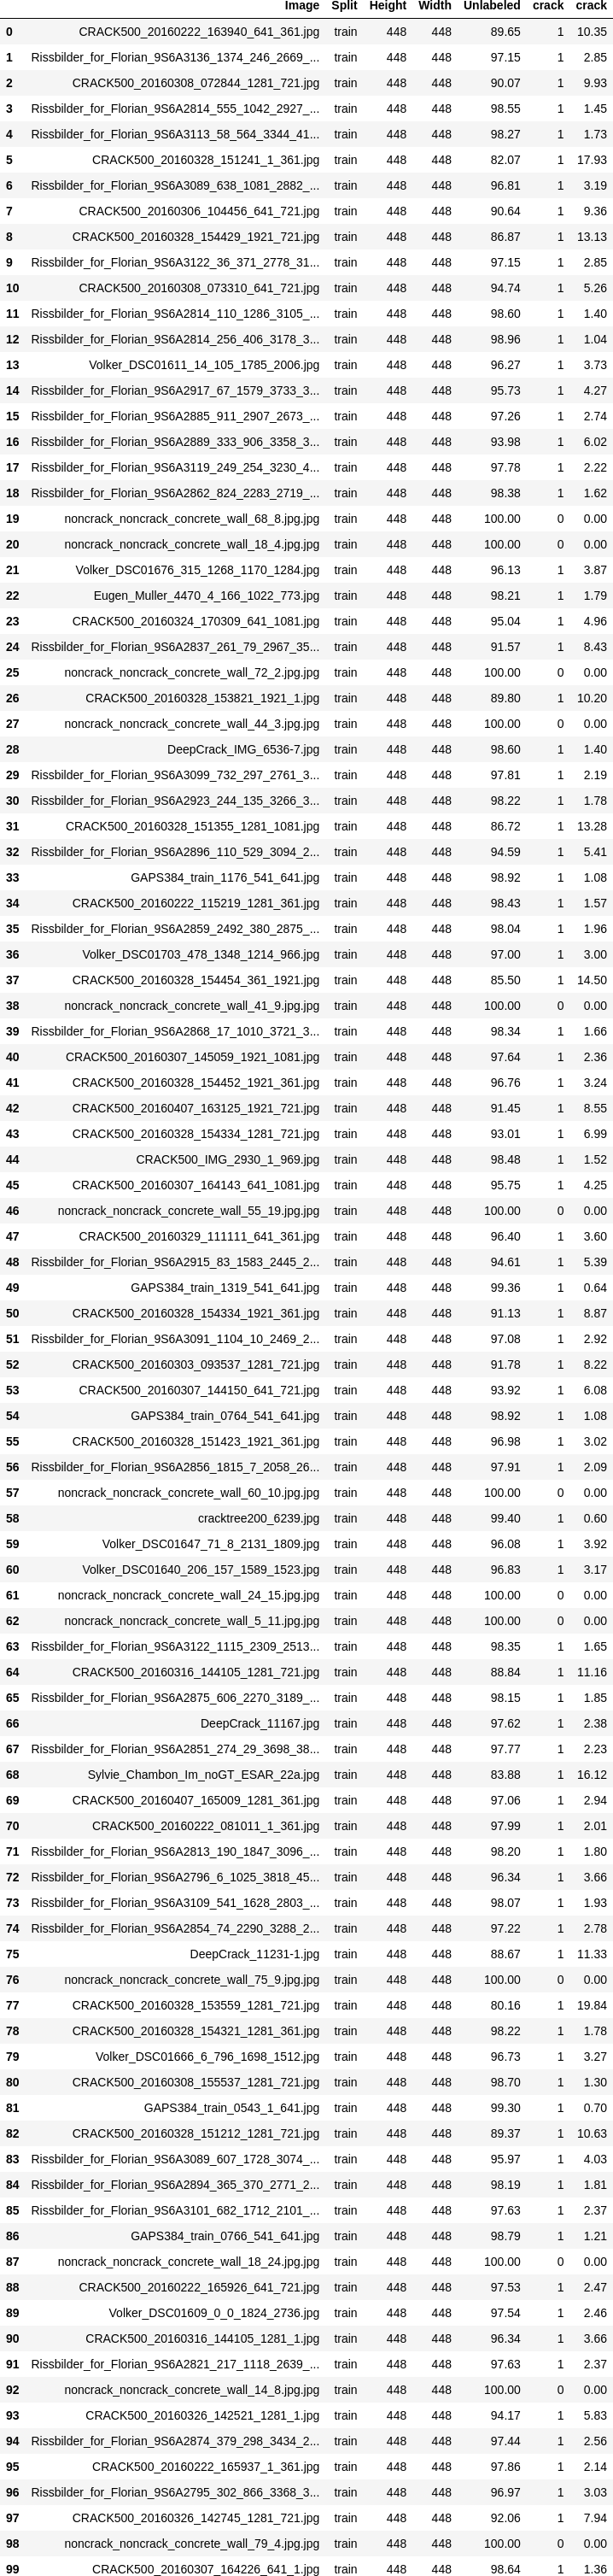 Image Split Height Width Unlabeled crack crack
0 CRACK500_20160222_163940_641_361.jpg train 448 448 89.65 1 10.35
1 Rissbilder_for_Florian_9S6A3136_1374_246_2669_... train 448 448 97.15 1 2.85
2 CRACK500_20160308_072844_1281_721.jpg train 448 448 90.07 1 9.93
3 Rissbilder_for_Florian_9S6A2814_555_1042_2927_... train 448 448 98.55 1 1.45
4 Rissbilder_for_Florian_9S6A3113_58_564_3344_41... train 448 448 98.27 1 1.73
5 CRACK500_20160328_151241_1_361.jpg train 448 448 82.07 1 17.93
6 Rissbilder_for_Florian_9S6A3089_638_1081_2882_... train 448 448 96.81 1 3.19
7 CRACK500_20160306_104456_641_721.jpg train 448 448 90.64 1 9.36
8 CRACK500_20160328_154429_1921_721.jpg train 448 448 86.87 1 13.13
9 Rissbilder_for_Florian_9S6A3122_36_371_2778_31... train 448 448 97.15 1 2.85
10 CRACK500_20160308_073310_641_721.jpg train 448 448 94.74 1 5.26
11 Rissbilder_for_Florian_9S6A2814_110_1286_3105_... train 448 448 98.60 1 1.40
12 Rissbilder_for_Florian_9S6A2814_256_406_3178_3... train 448 448 98.96 1 1.04
13 Volker_DSC01611_14_105_1785_2006.jpg train 448 448 96.27 1 3.73
14 Rissbilder_for_Florian_9S6A2917_67_1579_3733_3... train 448 448 95.73 1 4.27
15 Rissbilder_for_Florian_9S6A2885_911_2907_2673_... train 448 448 97.26 1 2.74
16 Rissbilder_for_Florian_9S6A2889_333_906_3358_3... train 448 448 93.98 1 6.02
17 Rissbilder_for_Florian_9S6A3119_249_254_3230_4... train 448 448 97.78 1 2.22
18 Rissbilder_for_Florian_9S6A2862_824_2283_2719_... train 448 448 98.38 1 1.62
19 noncrack_noncrack_concrete_wall_68_8.jpg.jpg train 448 448 100.00 0 0.00
20 noncrack_noncrack_concrete_wall_18_4.jpg.jpg train 448 448 100.00 0 0.00
21 Volker_DSC01676_315_1268_1170_1284.jpg train 448 448 96.13 1 3.87
22 Eugen_Muller_4470_4_166_1022_773.jpg train 448 448 98.21 1 1.79
23 CRACK500_20160324_170309_641_1081.jpg train 448 448 95.04 1 4.96
24 Rissbilder_for_Florian_9S6A2837_261_79_2967_35... train 448 448 91.57 1 8.43
25 noncrack_noncrack_concrete_wall_72_2.jpg.jpg train 448 448 100.00 0 0.00
26 CRACK500_20160328_153821_1921_1.jpg train 448 448 89.80 1 10.20
27 noncrack_noncrack_concrete_wall_44_3.jpg.jpg train 448 448 100.00 0 0.00
28 DeepCrack_IMG_6536-7.jpg train 448 448 98.60 1 1.40
29 Rissbilder_for_Florian_9S6A3099_732_297_2761_3... train 448 448 97.81 1 2.19
30 Rissbilder_for_Florian_9S6A2923_244_135_3266_3... train 448 448 98.22 1 1.78
31 CRACK500_20160328_151355_1281_1081.jpg train 448 448 86.72 1 13.28
32 Rissbilder_for_Florian_9S6A2896_110_529_3094_2... train 448 448 94.59 1 5.41
33 GAPS384_train_1176_541_641.jpg train 448 448 98.92 1 1.08
34 CRACK500_20160222_115219_1281_361.jpg train 448 448 98.43 1 1.57
35 Rissbilder_for_Florian_9S6A2859_2492_380_2875_... train 448 448 98.04 1 1.96
36 Volker_DSC01703_478_1348_1214_966.jpg train 448 448 97.00 1 3.00
37 CRACK500_20160328_154454_361_1921.jpg train 448 448 85.50 1 14.50
38 noncrack_noncrack_concrete_wall_41_9.jpg.jpg train 448 448 100.00 0 0.00
39 Rissbilder_for_Florian_9S6A2868_17_1010_3721_3... train 448 448 98.34 1 1.66
40 CRACK500_20160307_145059_1921_1081.jpg train 448 448 97.64 1 2.36
41 CRACK500_20160328_154452_1921_361.jpg train 448 448 96.76 1 3.24
42 CRACK500_20160407_163125_1921_721.jpg train 448 448 91.45 1 8.55
43 CRACK500_20160328_154334_1281_721.jpg train 448 448 93.01 1 6.99
44 CRACK500_IMG_2930_1_969.jpg train 448 448 98.48 1 1.52
45 CRACK500_20160307_164143_641_1081.jpg train 448 448 95.75 1 4.25
46 noncrack_noncrack_concrete_wall_55_19.jpg.jpg train 448 448 100.00 0 0.00
47 CRACK500_20160329_111111_641_361.jpg train 448 448 96.40 1 3.60
48 Rissbilder_for_Florian_9S6A2915_83_1583_2445_2... train 448 448 94.61 1 5.39
49 GAPS384_train_1319_541_641.jpg train 448 448 99.36 1 0.64
50 CRACK500_20160328_154334_1921_361.jpg train 448 448 91.13 1 8.87
51 Rissbilder_for_Florian_9S6A3091_1104_10_2469_2... train 448 448 97.08 1 2.92
52 CRACK500_20160303_093537_1281_721.jpg train 448 448 91.78 1 8.22
53 CRACK500_20160307_144150_641_721.jpg train 448 448 93.92 1 6.08
54 GAPS384_train_0764_541_641.jpg train 448 448 98.92 1 1.08
55 CRACK500_20160328_151423_1921_361.jpg train 448 448 96.98 1 3.02
56 Rissbilder_for_Florian_9S6A2856_1815_7_2058_26... train 448 448 97.91 1 2.09
57 noncrack_noncrack_concrete_wall_60_10.jpg.jpg train 448 448 100.00 0 0.00
58 cracktree200_6239.jpg train 448 448 99.40 1 0.60
59 Volker_DSC01647_71_8_2131_1809.jpg train 448 448 96.08 1 3.92
60 Volker_DSC01640_206_157_1589_1523.jpg train 448 448 96.83 1 3.17
61 noncrack_noncrack_concrete_wall_24_15.jpg.jpg train 448 448 100.00 0 0.00
62 noncrack_noncrack_concrete_wall_5_11.jpg.jpg train 448 448 100.00 0 0.00
63 Rissbilder_for_Florian_9S6A3122_1115_2309_2513... train 448 448 98.35 1 1.65
64 CRACK500_20160316_144105_1281_721.jpg train 448 448 88.84 1 11.16
65 Rissbilder_for_Florian_9S6A2875_606_2270_3189_... train 448 448 98.15 1 1.85
66 DeepCrack_11167.jpg train 448 448 97.62 1 2.38
67 Rissbilder_for_Florian_9S6A2851_274_29_3698_38... train 448 448 97.77 1 2.23
68 Sylvie_Chambon_Im_noGT_ESAR_22a.jpg train 448 448 83.88 1 16.12
69 CRACK500_20160407_165009_1281_361.jpg train 448 448 97.06 1 2.94
70 CRACK500_20160222_081011_1_361.jpg train 448 448 97.99 1 2.01
71 Rissbilder_for_Florian_9S6A2813_190_1847_3096_... train 448 448 98.20 1 1.80
72 Rissbilder_for_Florian_9S6A2796_6_1025_3818_45... train 448 448 96.34 1 3.66
73 Rissbilder_for_Florian_9S6A3109_541_1628_2803_... train 448 448 98.07 1 1.93
74 Rissbilder_for_Florian_9S6A2854_74_2290_3288_2... train 448 448 97.22 1 2.78
75 DeepCrack_11231-1.jpg train 448 448 88.67 1 11.33
76 noncrack_noncrack_concrete_wall_75_9.jpg.jpg train 448 448 100.00 0 0.00
77 CRACK500_20160328_153559_1281_721.jpg train 448 448 80.16 1 19.84
78 CRACK500_20160328_154321_1281_361.jpg train 448 448 98.22 1 1.78
79 Volker_DSC01666_6_796_1698_1512.jpg train 448 448 96.73 1 3.27
80 CRACK500_20160308_155537_1281_721.jpg train 448 448 98.70 1 1.30
81 GAPS384_train_0543_1_641.jpg train 448 448 99.30 1 0.70
82 CRACK500_20160328_151212_1281_721.jpg train 448 448 89.37 1 10.63
83 Rissbilder_for_Florian_9S6A3089_607_1728_3074_... train 448 448 95.97 1 4.03
84 Rissbilder_for_Florian_9S6A2894_365_370_2771_2... train 448 448 98.19 1 1.81
85 Rissbilder_for_Florian_9S6A3101_682_1712_2101_... train 448 448 97.63 1 2.37
86 GAPS384_train_0766_541_641.jpg train 448 448 98.79 1 1.21
87 noncrack_noncrack_concrete_wall_18_24.jpg.jpg train 448 448 100.00 0 0.00
88 CRACK500_20160222_165926_641_721.jpg train 448 448 97.53 1 2.47
89 Volker_DSC01609_0_0_1824_2736.jpg train 448 448 97.54 1 2.46
90 CRACK500_20160316_144105_1281_1.jpg train 448 448 96.34 1 3.66
91 Rissbilder_for_Florian_9S6A2821_217_1118_2639_... train 448 448 97.63 1 2.37
92 noncrack_noncrack_concrete_wall_14_8.jpg.jpg train 448 448 100.00 0 0.00
93 CRACK500_20160326_142521_1281_1.jpg train 448 448 94.17 1 5.83
94 Rissbilder_for_Florian_9S6A2874_379_298_3434_2... train 448 448 97.44 1 2.56
95 CRACK500_20160222_165937_1_361.jpg train 448 448 97.86 1 2.14
96 Rissbilder_for_Florian_9S6A2795_302_866_3368_3... train 448 448 96.97 1 3.03
97 CRACK500_20160326_142745_1281_721.jpg train 448 448 92.06 1 7.94
98 noncrack_noncrack_concrete_wall_79_4.jpg.jpg train 448 448 100.00 0 0.00
99 CRACK500_20160307_164226_641_1.jpg train 448 448 98.64 1 1.36